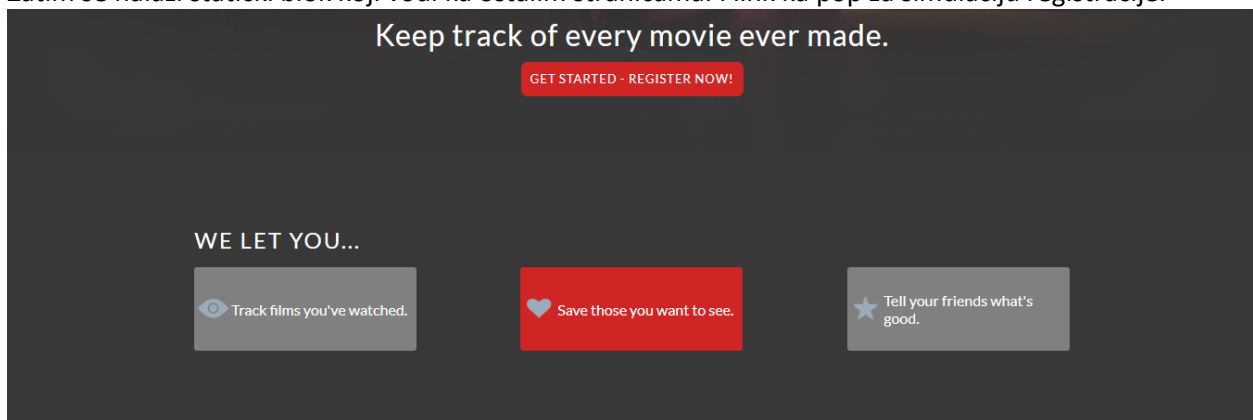 Keep track of every movie ever made.
GET STARTED - REGISTER NOW!
WE LET YOU...
Track films you've watched.
Save those you want to see.
Tell your friends what's
good.